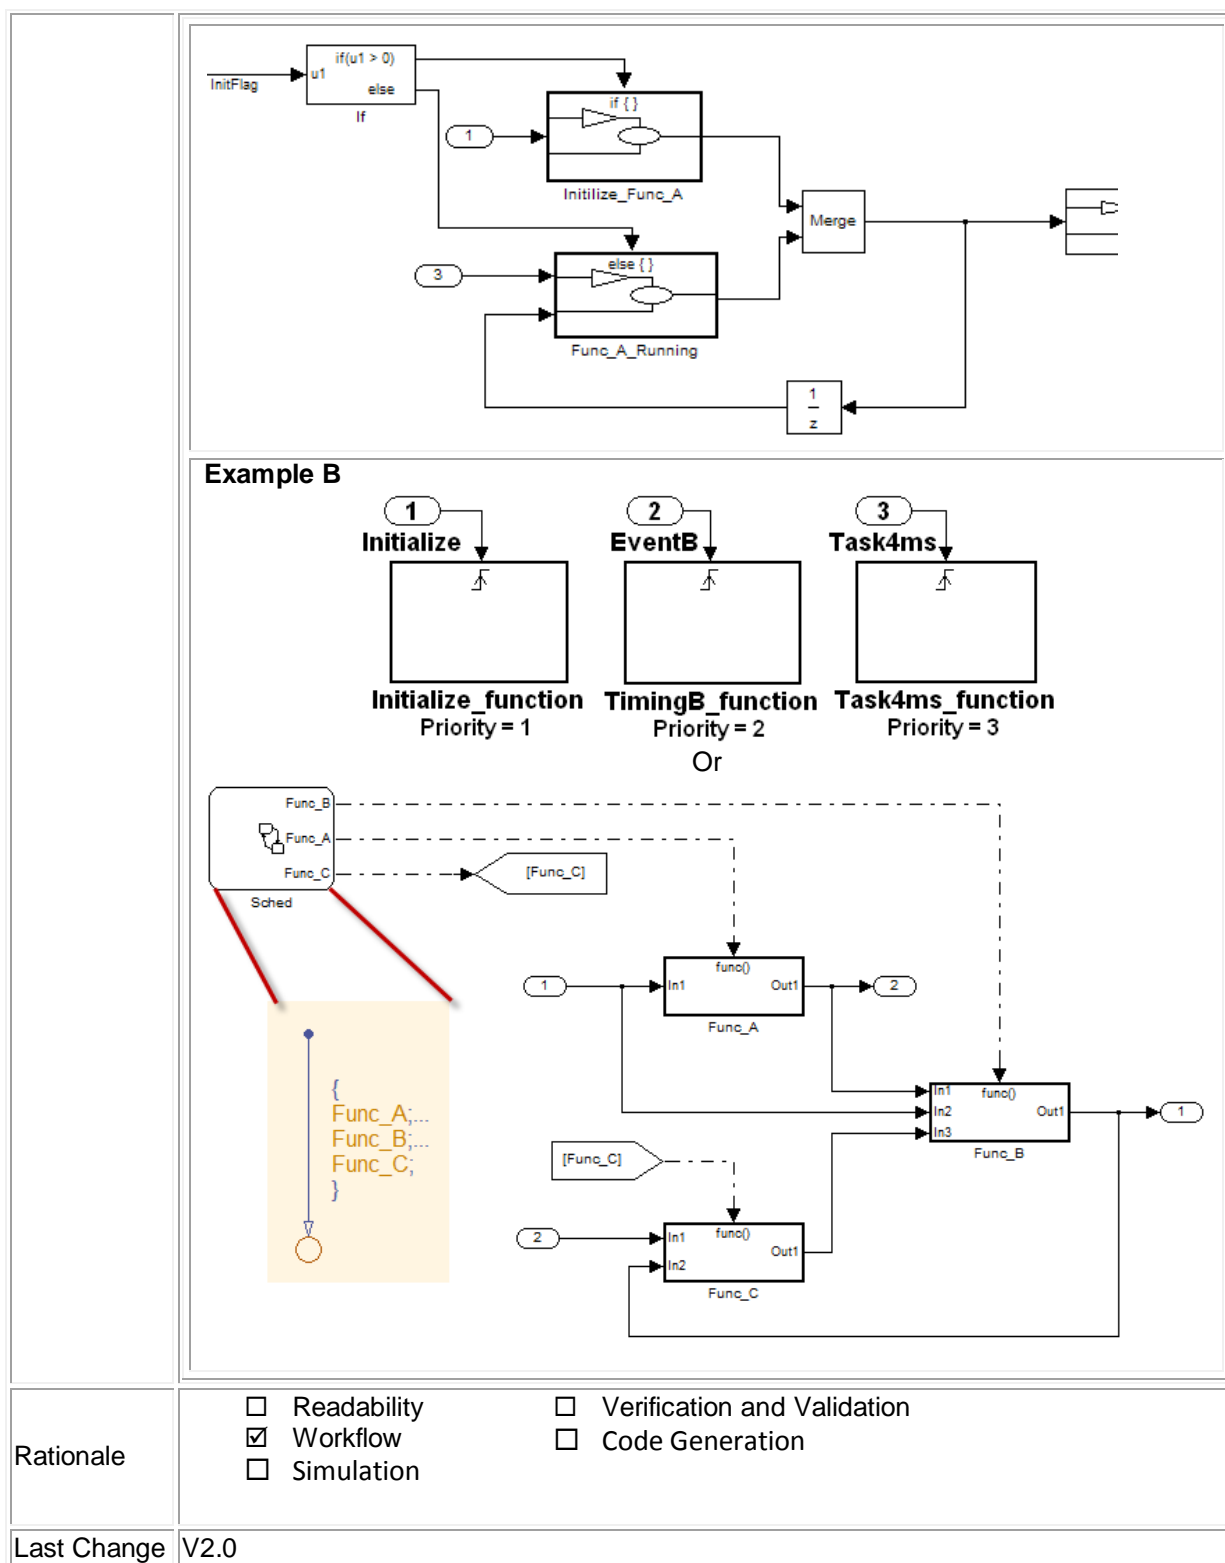 if(u1 > 0)
InitFlag
u1
else
If
if { }
1
Initilize_Func_A
Merge
else { }
3
Func_A_Running
1
z
Example B
1 2 3
Initialize EventB Task4ms
Initialize_function TimingB_function Task4ms_function
Priority = 1 Priority = 2 Priority = 3
Or
Func_B
Func_A
Func_C
[Func_C]
Sched
func()
1
In1
Out1
2
Func_A
{
Func_A;...
Func_B;...
Func_C;
}
In1
func()
In2
Out1
1
In3
Func_B
[Func_C]
2
In1
func()
Out1
In2
Func_C
Rationale
☐ Readability ☐ Verification and Validation
☑ Workflow ☐ Code Generation
☐ Simulation
Last Change V2.0